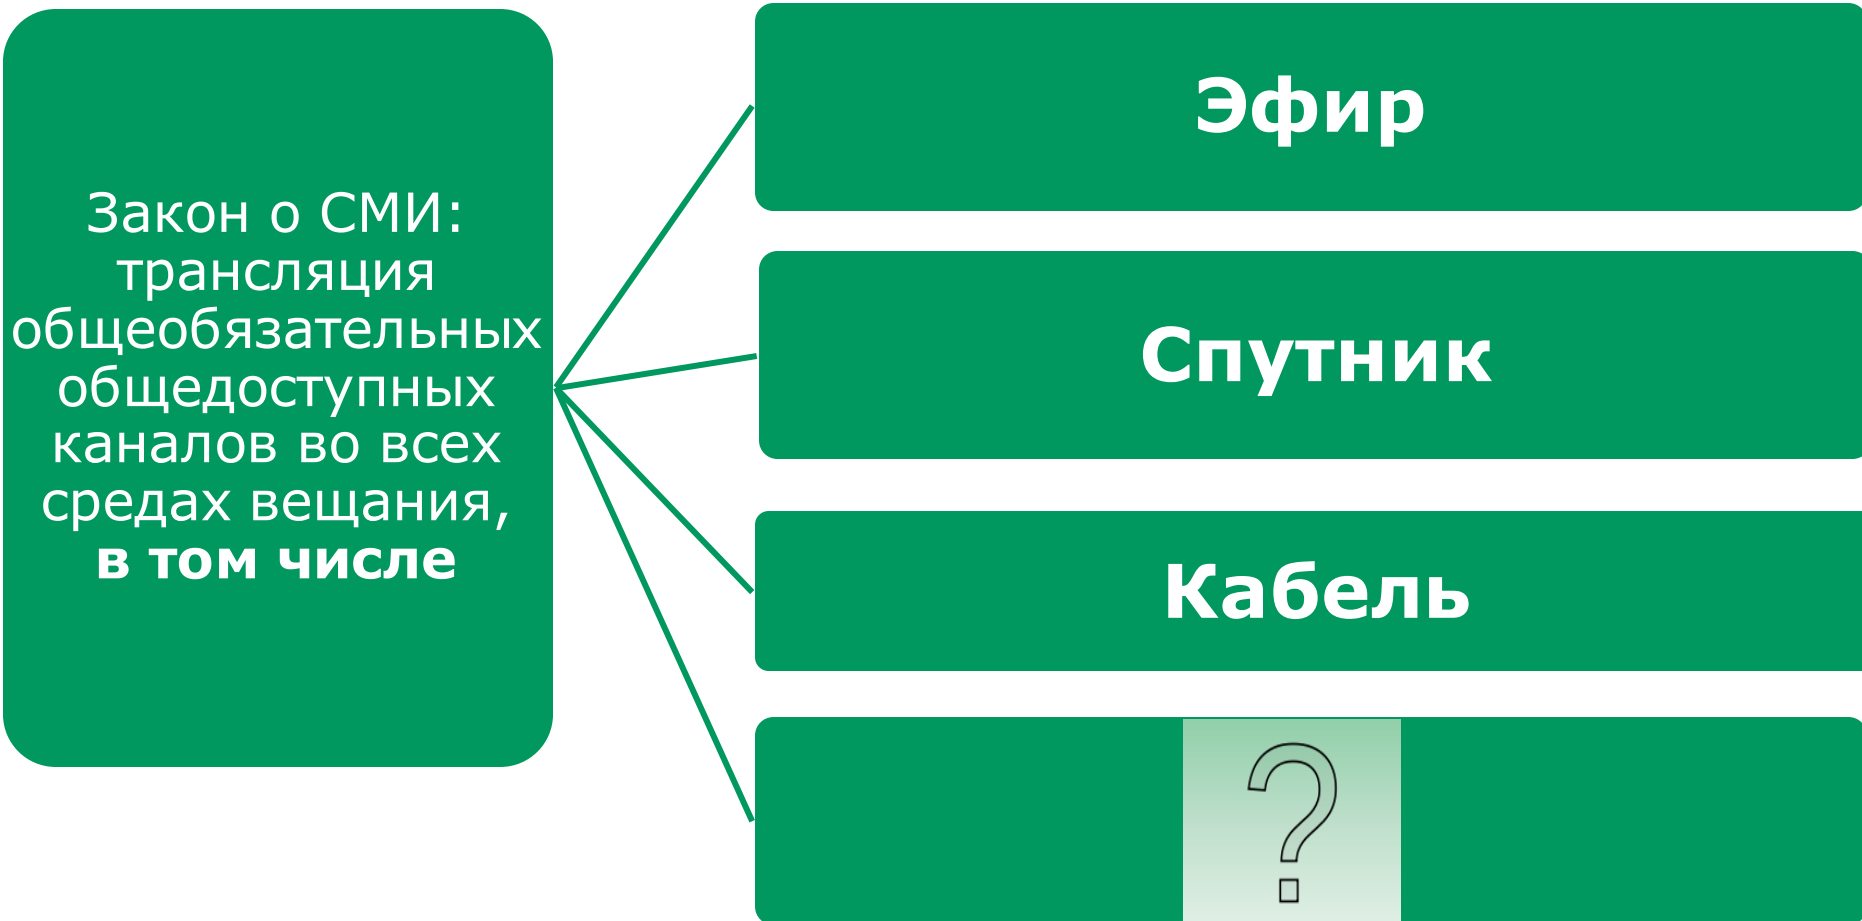 Закон о СМИ:
трансляция
общеобязательных
общедоступных
каналов во всех
средах вещания,
в том числе
Эфир
Спутник
Кабель
?